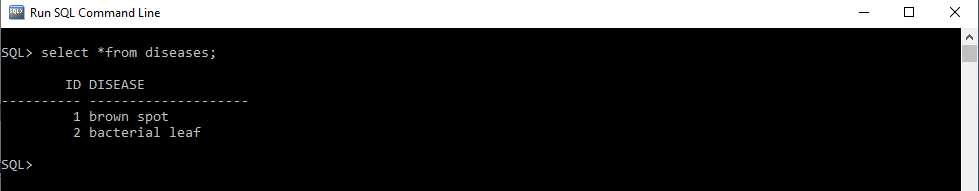 Run SQL Command Line
SQL> select *from diseases;
        ID DISEASE
---------- --------------------
         1 brown spot
         2 bacterial leaf
SQL>